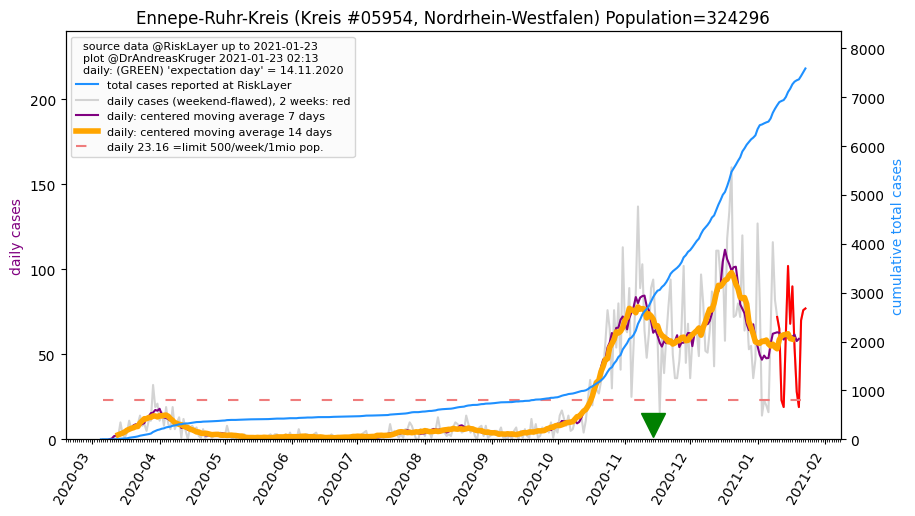 Ennepe-Ruhr-Kreis (Kreis #05954, Nordrhein-Westfalen) Population=324296
source data @RiskLayer up to 2021-01-23
plot @DrAndreasKruger 2021-01-23 02:13
daily: (GREEN) 'expectation day' = 14.11.2020
total cases reported at RiskLayer
daily cases (weekend-flawed), 2 weeks: red
daily: centered moving average 7 days
daily: centered moving average 14 days
daily 23.16 =limit 500/week/1mio pop.
daily cases
200
150
100
50
0
cumulative total cases
8000
7000
6000
5000
4000
3000
2000
1000
0
2020-03
2020-04
2020-05
2020-06
2020-07
2020-08
2020-09
2020-10
2020-11
2020-12
2021-01
2021-02